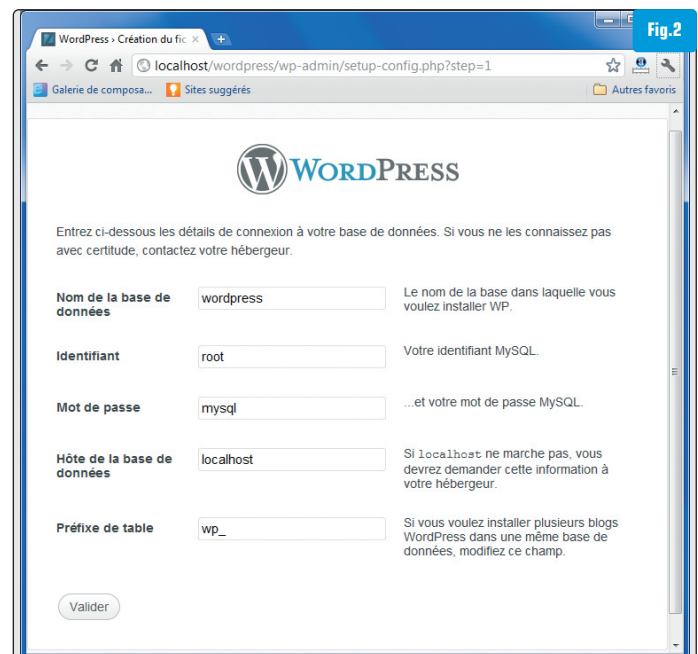 Fig.2
WordPress › Création du fic
localhost/wordpress/wp-admin/setup-config.php?step=1
Galerie de composa... Sites suggérés Autres favoris
WORDPRESS
Entrez ci-dessous les détails de connexion à votre base de données. Si vous ne les connaissez pas
avec certitude, contactez votre hébergeur.
Nom de la base de
données
wordpress
Le nom de la base dans laquelle vous
voulez installer WP.
Identifiant
root
Votre identifiant MySQL.
Mot de passe
mysql
...et votre mot de passe MySQL.
Hôte de la base de
données
localhost
Si localhost ne marche pas, vous
devrez demander cette information à
votre hébergeur.
Préfixe de table
wp_
Si vous voulez installer plusieurs blogs
WordPress dans une même base de
données, modifiez ce champ.
Valider